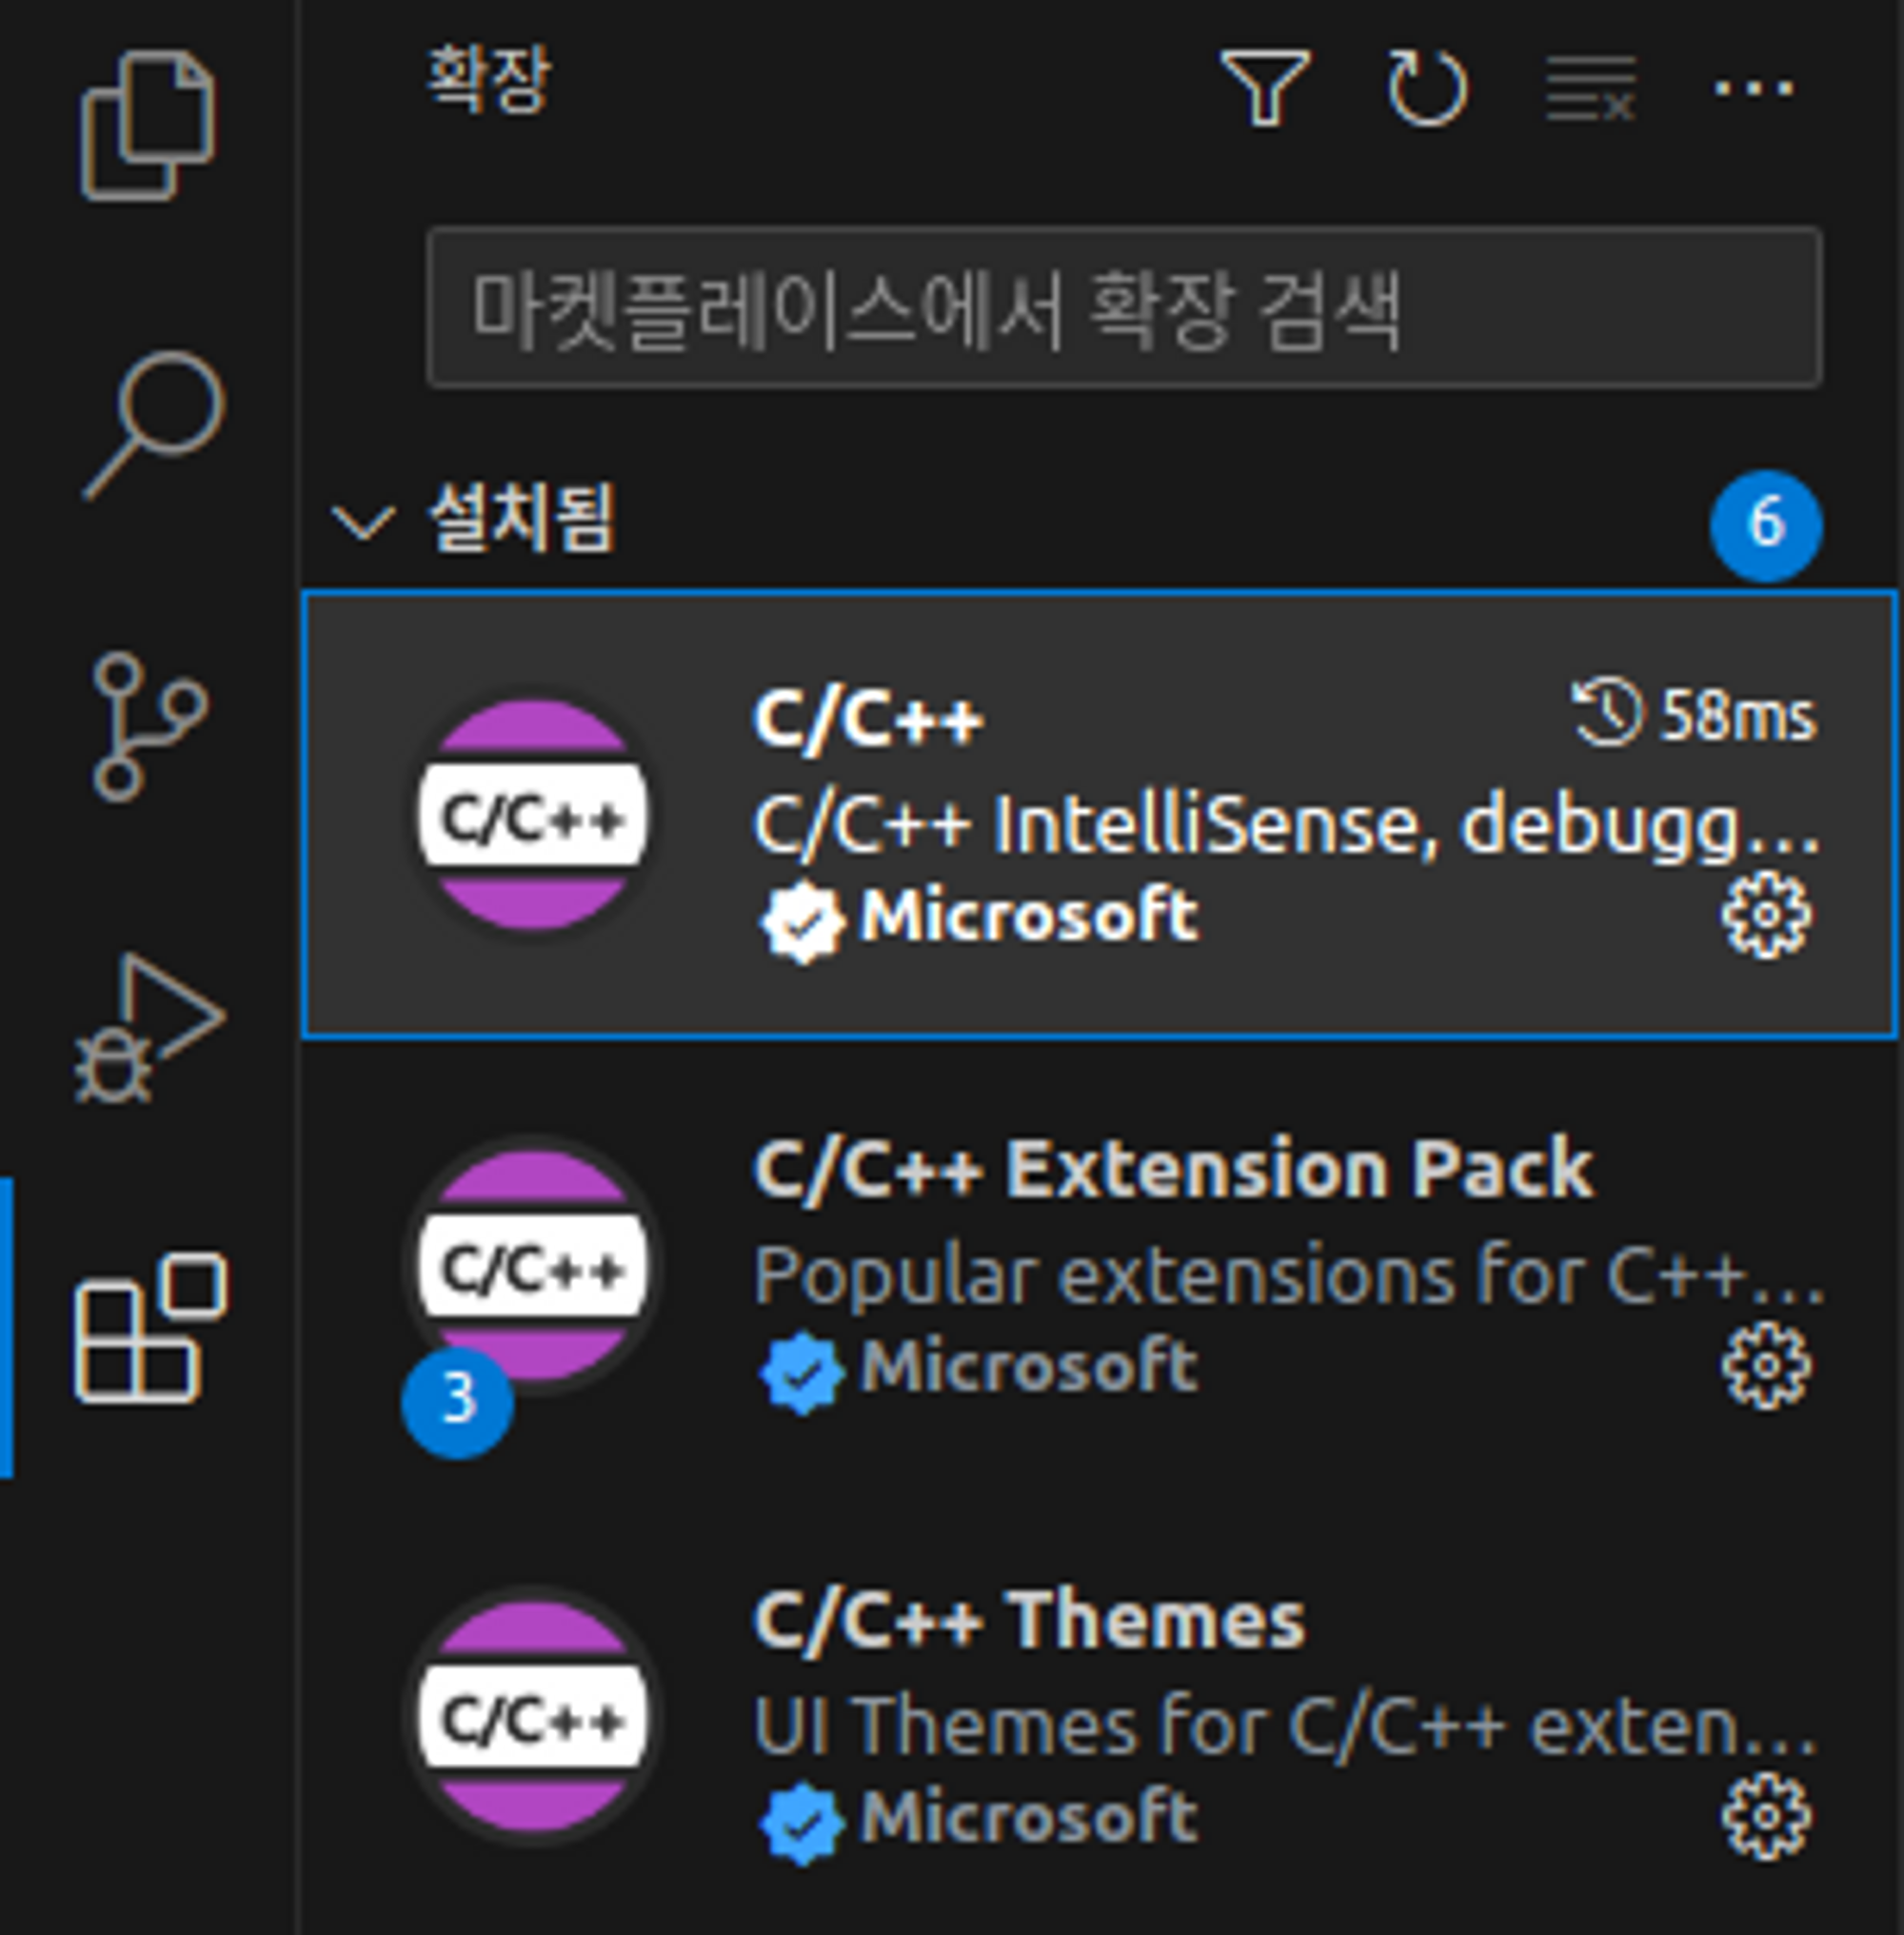 확장
마켓플레이스에서 확장 검색
설치됨 6
C/C++
C/C++ 58ms
C/C++ IntelliSense, debugg...
Microsoft
C/C++
3
C/C++ Extension Pack
Popular extensions for C++...
Microsoft
C/C++
C/C++ Themes
UI Themes for C/C++ exten...
Microsoft